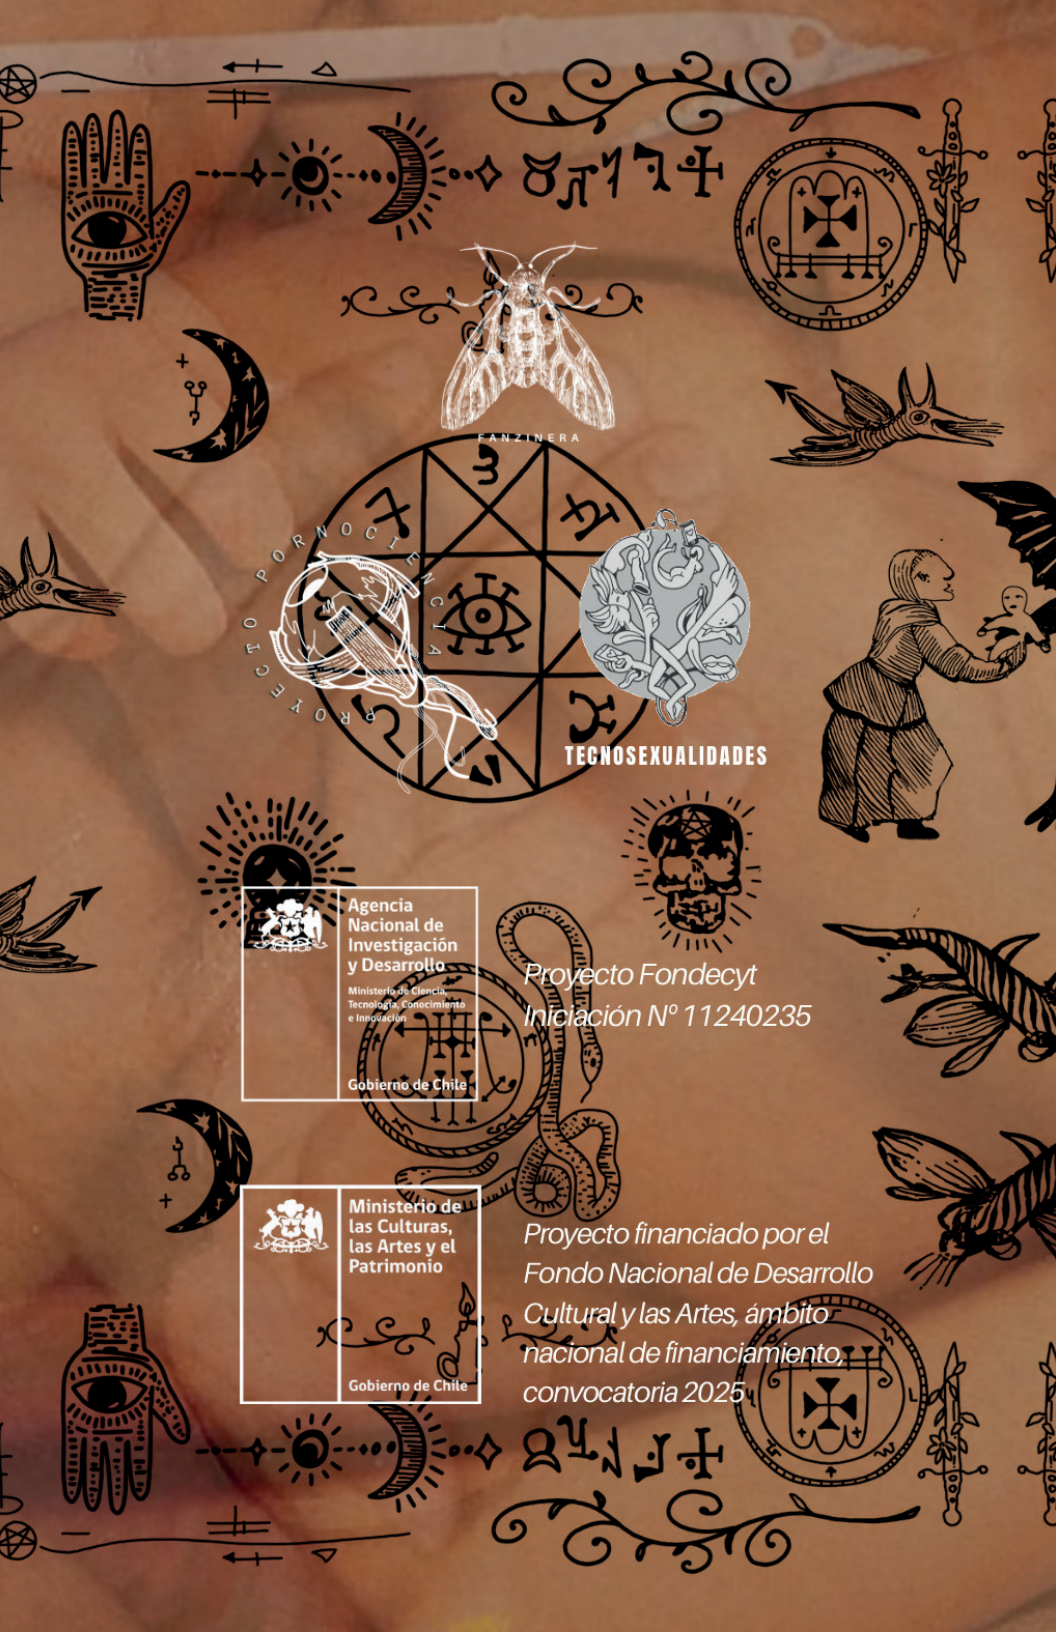 FANZINERA
PROYECTO PORNOCIENCIA
TECNOSEXUALIDADES
Agencia
Nacional de
Investigación
y Desarrollo
Ministerio de Ciencia,
Tecnología, Conocimiento
e Innovación
Gobierno de Chile
Proyecto Fondecyt
Iniciación Nº 11240235
Ministerio de
las Culturas,
las Artes y el
Patrimonio
Gobierno de Chile
Proyecto financiado por el
Fondo Nacional de Desarrollo
Cultural y las Artes, ámbito
nacional de financiamiento,
convocatoria 2025